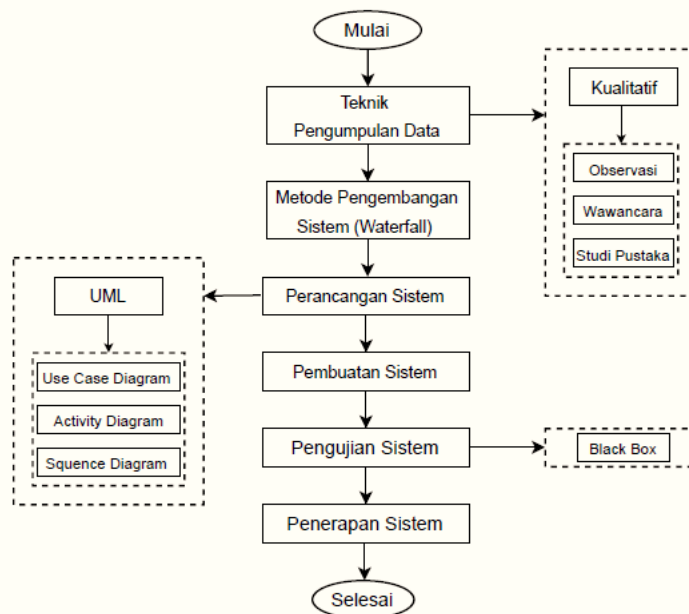 Mulai
Teknik
Pengumpulan Data
Kualitatif
Observasi
Wawancara
Studi Pustaka
Metode Pengembangan
Sistem (Waterfall)
Perancangan Sistem
UML
Use Case Diagram
Activity Diagram
Squence Diagram
Pembuatan Sistem
Pengujian Sistem
Black Box
Penerapan Sistem
Selesai